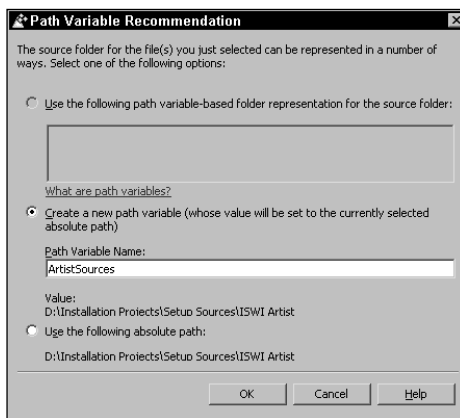 Path Variable Recommendation
The source folder for the file(s) you just selected can be represented in a number of
ways. Select one of the following options:
Use the following path variable-based folder representation for the source folder:
What are path variables?
Create a new path variable (whose value will be set to the currently selected
absolute path)
Path Variable Name:
ArtistSources
Value:
D:\Installation Projects\Setup Sources\ISWI Artist
Use the following absolute path:
D:\Installation Projects\Setup Sources\ISWI Artist
OK Cancel Help